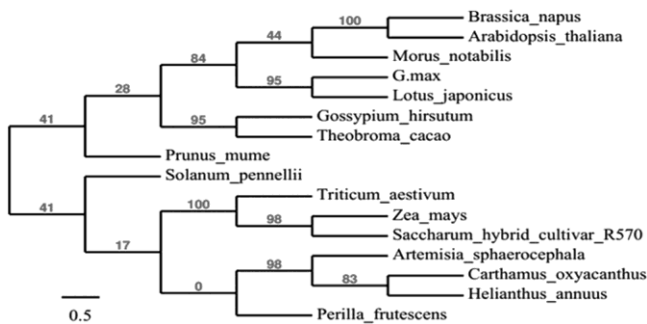 Brassica_napus
100
Arabidopsis_thaliana
44
Morus_notabilis
84
G.max
95
Lotus_japonicus
28
Gossypium_hirsutum
95
Theobroma_cacao
41
Prunus_mume
Solanum_pennellii
Triticum_aestivum
100
Zea_mays
98
Saccharum_hybrid_cultivar_R570
41
17
Artemisia_sphaerocephala
98
Carthamus_oxyacanthus
83
Helianthus_annuus
0
Perilla_frutescens
0.5